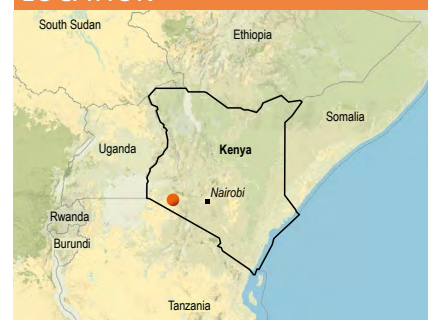 South Sudan
Ethiopia
Somalia
Uganda
Kenya
Nairobi
Rwanda
Burundi
Tanzania